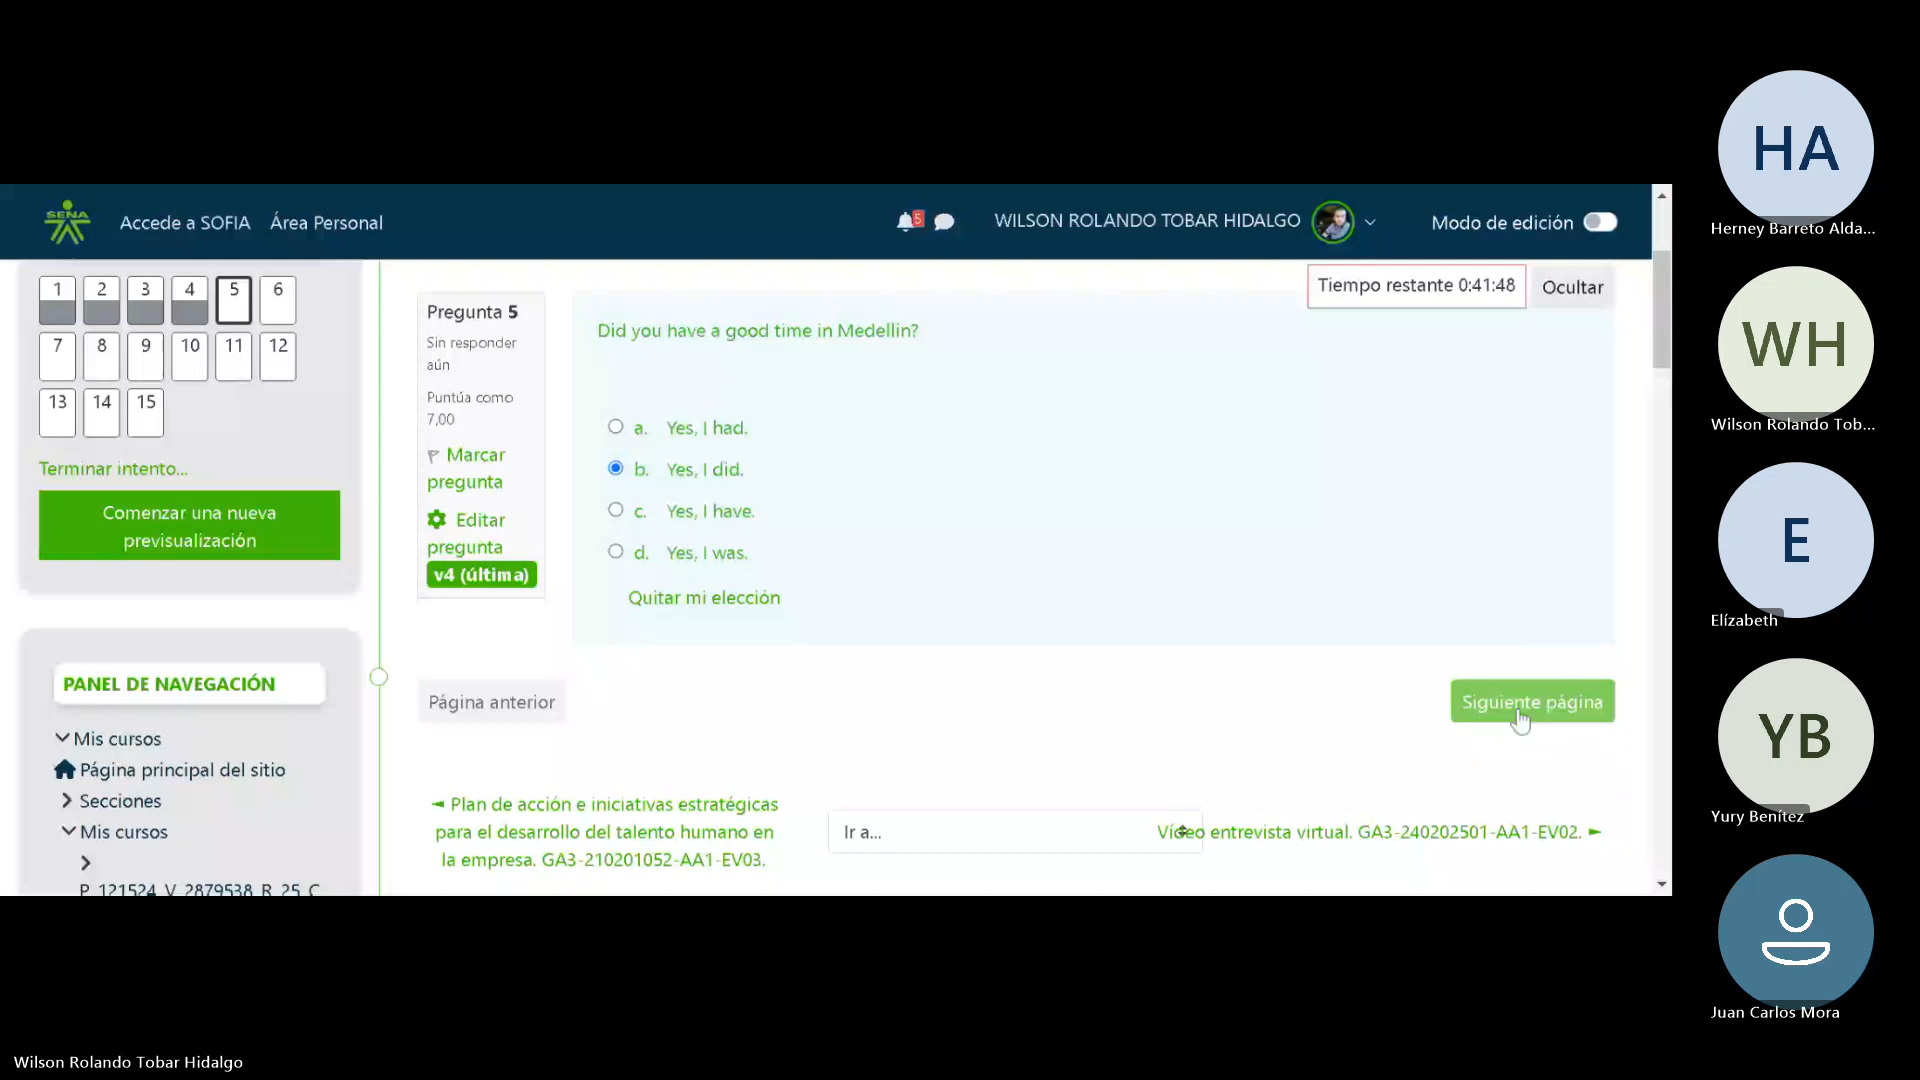 SENA
Accede a SOFIA
Área Personal
5
WILSON ROLANDO TOBAR HIDALGO
Modo de edición
1 2 3 4 5 6
7 8 9 10 11 12
13 14 15
Terminar intento...
Comenzar una nueva
previsualización
PANEL DE NAVEGACIÓN
Mis cursos
Página principal del sitio
Secciones
Mis cursos
P_121524_V_2879538_R_25_C
Pregunta 5
Sin responder
aún
Puntúa como
7,00
Marcar
pregunta
Editar
pregunta
v4 (última)
Tiempo restante 0:41:48
Ocultar
Did you have a good time in Medellin?
a. Yes, I had.
b. Yes, I did.
c. Yes, I have.
d. Yes, I was.
Quitar mi elección
Página anterior
Siguiente página
◄ Plan de acción e iniciativas estratégicas
para el desarrollo del talento humano en
la empresa. GA3-210201052-AA1-EV03.
Ir a...
Vídeo entrevista virtual. GA3-240202501-AA1-EV02. ►
HA
Herney Barreto Alda...
WH
Wilson Rolando Tob...
E
Elízabeth
YB
Yury Benítez
Juan Carlos Mora
Wilson Rolando Tobar Hidalgo